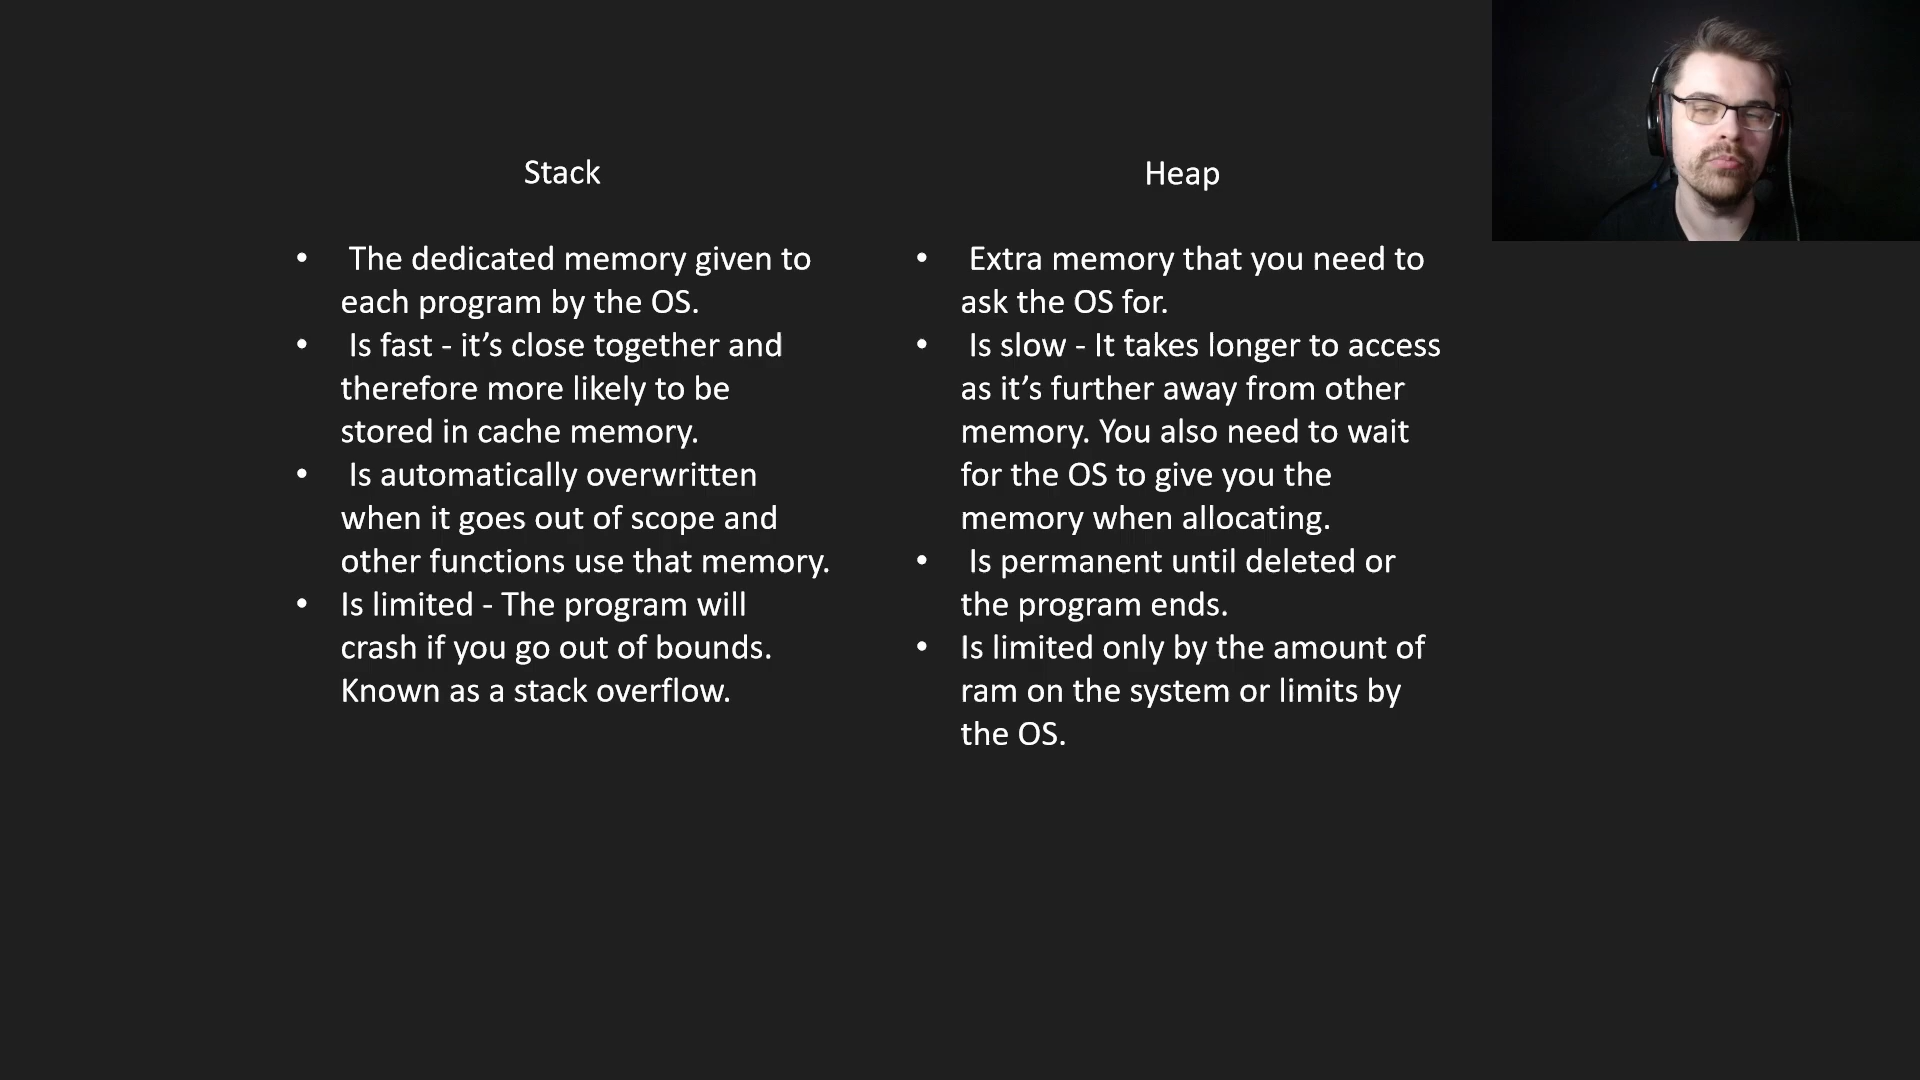 Stack
• The dedicated memory given to
each program by the OS.
• Is fast - it’s close together and
therefore more likely to be
stored in cache memory.
• Is automatically overwritten
when it goes out of scope and
other functions use that memory.
• Is limited - The program will
crash if you go out of bounds.
Known as a stack overflow.
Heap
• Extra memory that you need to
ask the OS for.
• Is slow - It takes longer to access
as it’s further away from other
memory. You also need to wait
for the OS to give you the
memory when allocating.
• Is permanent until deleted or
the program ends.
• Is limited only by the amount of
ram on the system or limits by
the OS.